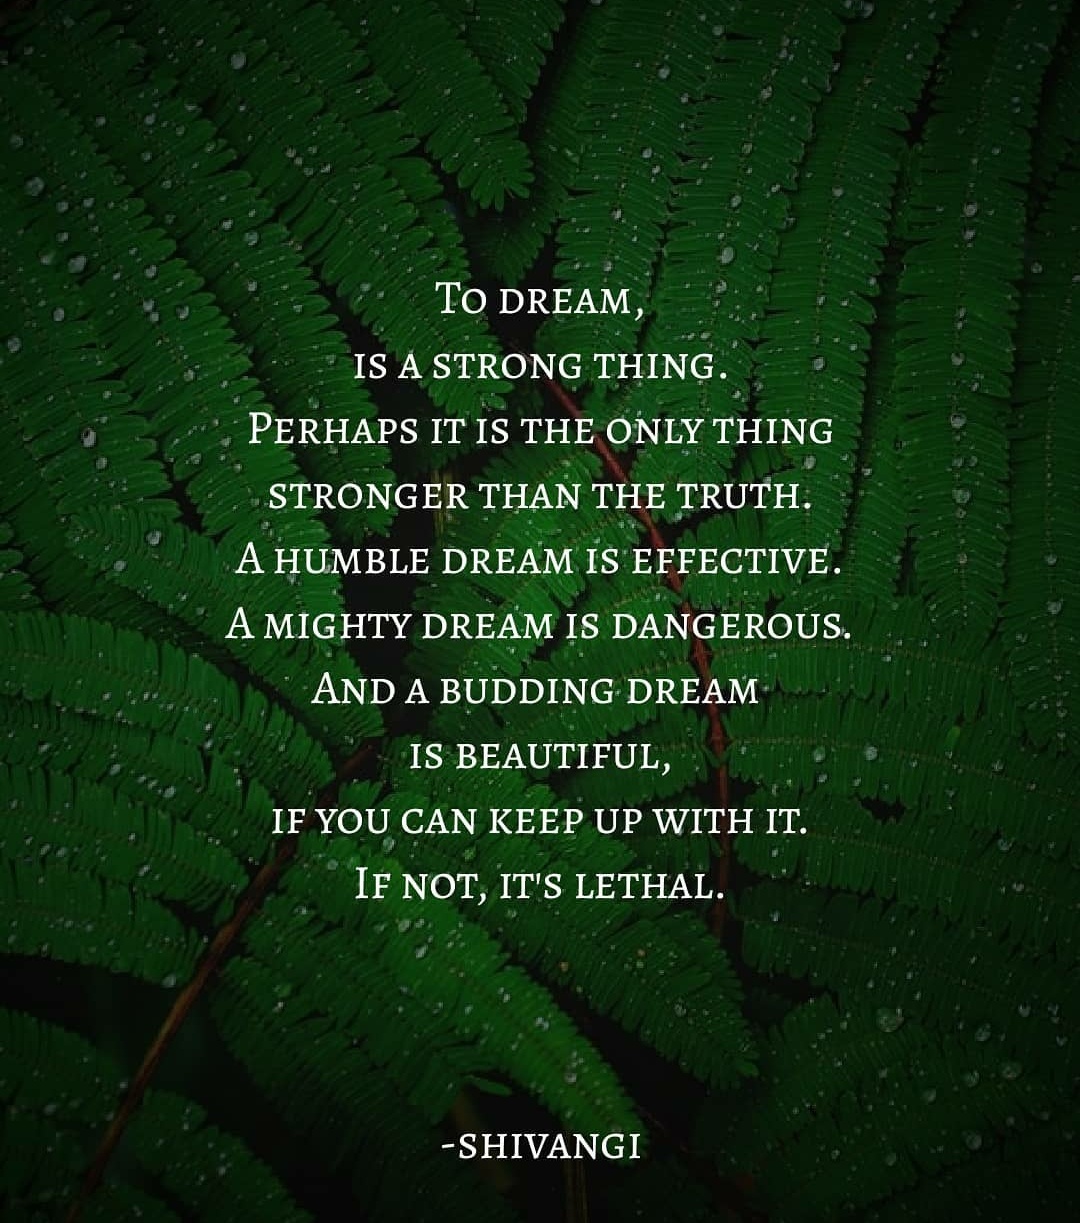 To dream,
is a strong thing.
Perhaps it is the only thing
stronger than the truth.
A humble dream is effective.
A mighty dream is dangerous.
And a budding dream
is beautiful,
if you can keep up with it.
If not, it's lethal.
-shivangi